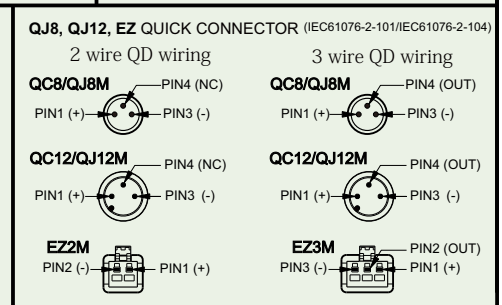 QJ8, QJ12, EZ QUICK CONNECTOR (IEC61076-2-101/IEC61076-2-104)
2 wire QD wiring
3 wire QD wiring
QC8/QJ8M
PIN4 (NC)
PIN1 (+)
PIN3 (-)
QC8/QJ8M
PIN4 (OUT)
PIN1 (+)
PIN3 (-)
QC12/QJ12M
PIN4 (NC)
PIN1 (+)
PIN3 (-)
QC12/QJ12M
PIN4 (OUT)
PIN1 (+)
PIN3 (-)
EZ2M
PIN2 (-)
PIN1 (+)
EZ3M
PIN2 (OUT)
PIN3 (-)
PIN1 (+)